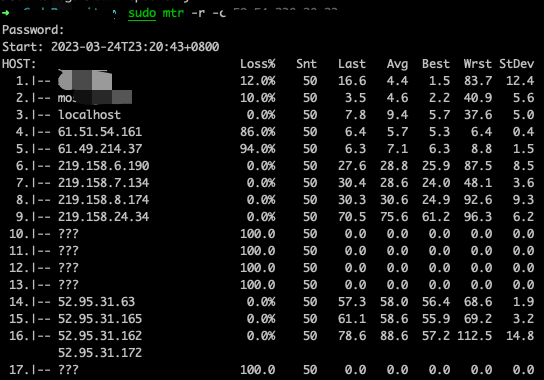 ➜ sudo mtr -r -c
Password:
Start: 2023-03-24T23:20:43+0800
HOST: Loss% Snt Last Avg Best Wrst StDev
1.|-- 12.0% 50 16.6 4.4 1.5 83.7 12.4
2.|-- 10.0% 50 3.5 4.6 2.2 40.9 5.6
3.|-- localhost 0.0% 50 7.8 9.4 5.7 37.6 5.0
4.|-- 61.51.54.161 86.0% 50 6.4 5.7 5.3 6.4 0.4
5.|-- 61.49.214.37 94.0% 50 6.3 7.1 6.3 8.8 1.5
6.|-- 219.158.6.190 0.0% 50 27.6 28.8 25.9 87.5 8.5
7.|-- 219.158.7.134 0.0% 50 30.4 28.6 24.0 48.1 3.6
8.|-- 219.158.8.174 0.0% 50 30.3 30.6 24.9 92.6 9.3
9.|-- 219.158.24.34 0.0% 50 70.5 75.6 61.2 96.3 6.2
10.|-- ??? 100.0 50 0.0 0.0 0.0 0.0 0.0
11.|-- ??? 100.0 50 0.0 0.0 0.0 0.0 0.0
12.|-- ??? 100.0 50 0.0 0.0 0.0 0.0 0.0
13.|-- ??? 100.0 50 0.0 0.0 0.0 0.0 0.0
14.|-- 52.95.31.63 0.0% 50 57.3 58.0 56.4 68.6 1.9
15.|-- 52.95.31.165 0.0% 50 61.1 58.6 55.9 69.2 3.2
16.|-- 52.95.31.162 0.0% 50 78.6 88.6 57.2 112.5 14.8
52.95.31.172
17.|-- ??? 100.0 50 0.0 0.0 0.0 0.0 0.0